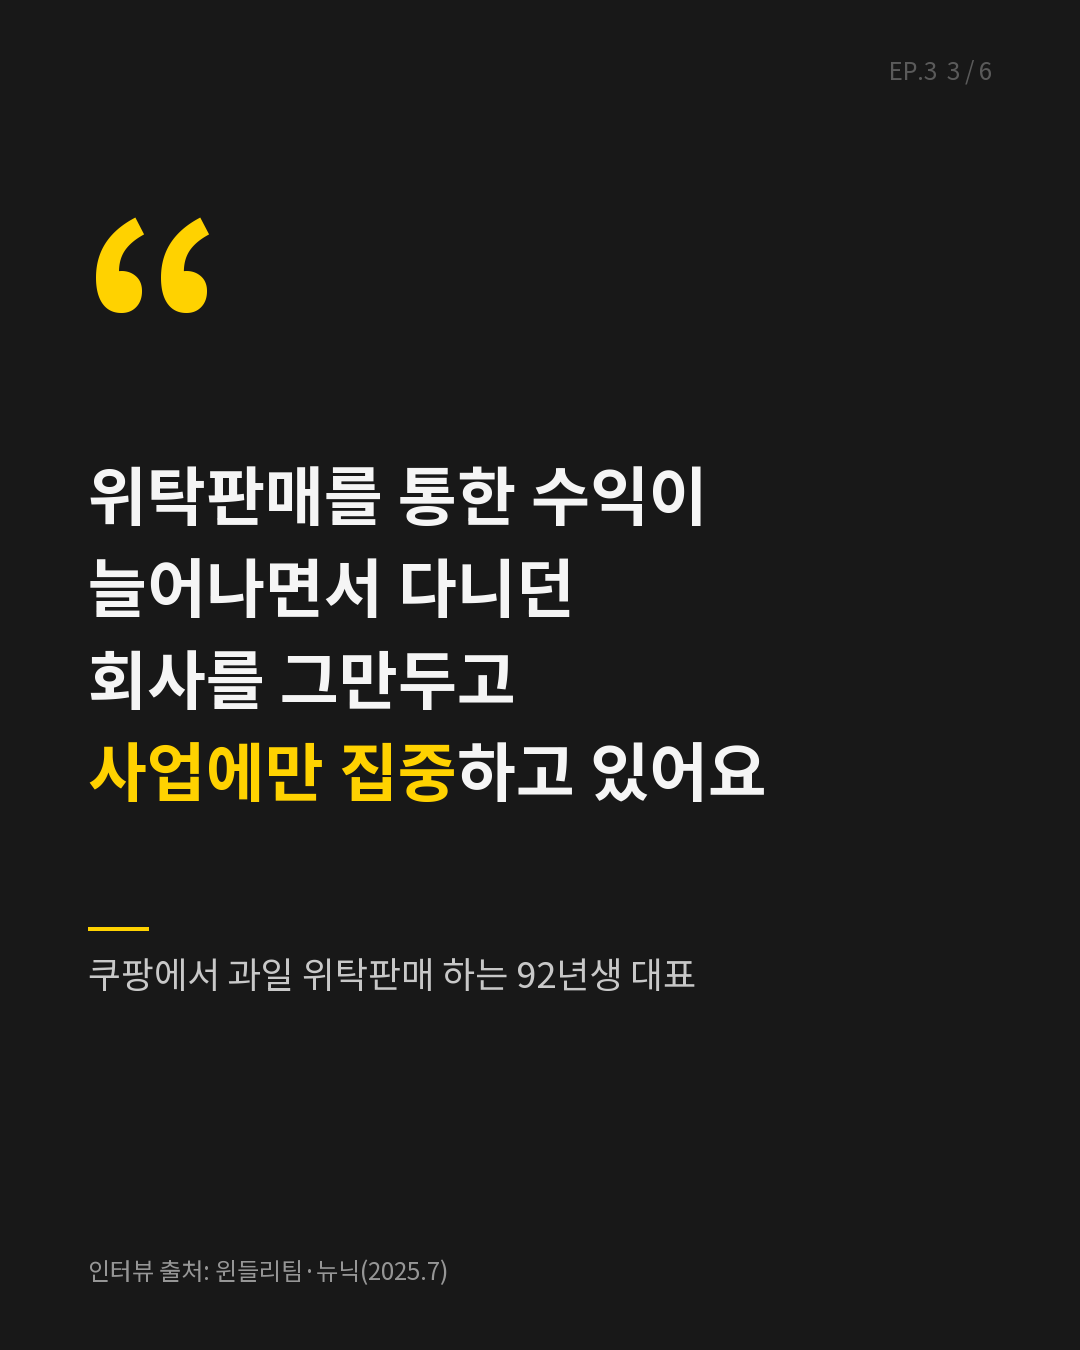 EP.3 3/6
“
위탁판매를 통한 수익이
늘어나면서 다니던
회사를 그만두고
사업에만 집중하고 있어요
쿠팡에서 과일 위탁판매 하는 92년생 대표
인터뷰 출처: 윈들리팀·뉴닉(2025.7)